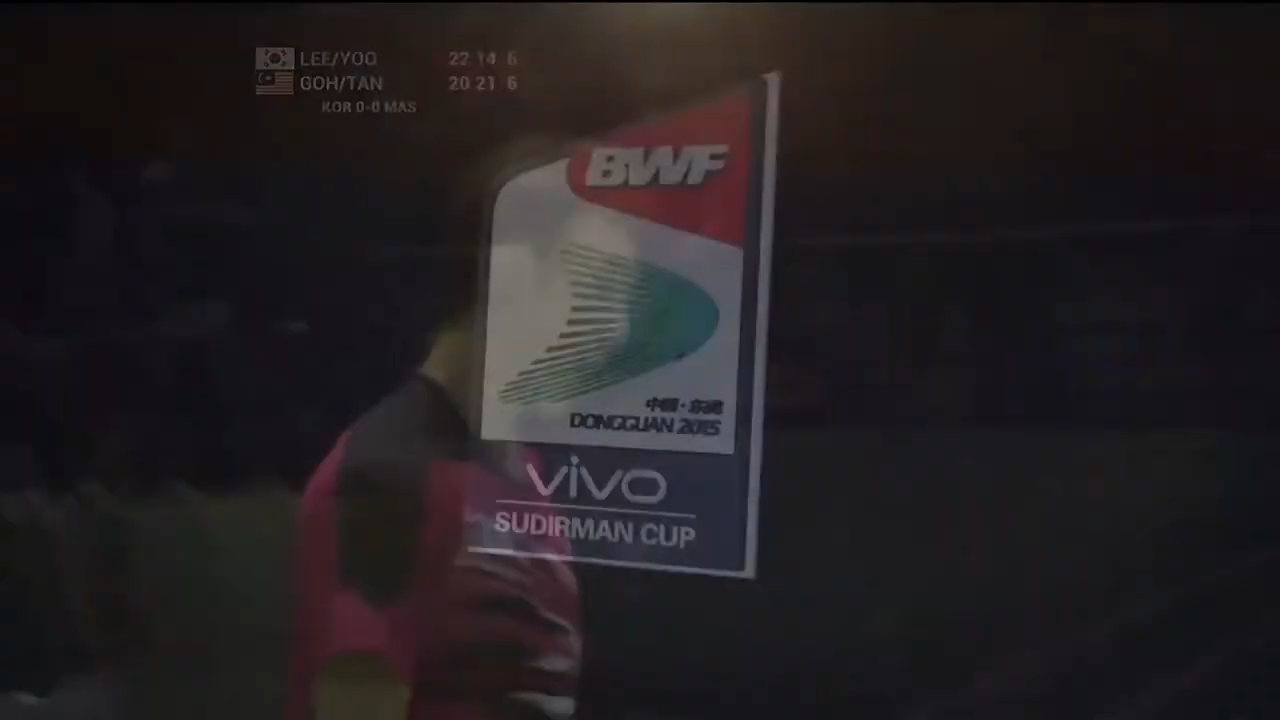 LEE/YOO 22 14 6
GOH/TAN 20 21 6
KOR 0-0 MAS
BWF
中國·东莞
DONGGUAN 2015
vivo
SUDIRMAN CUP